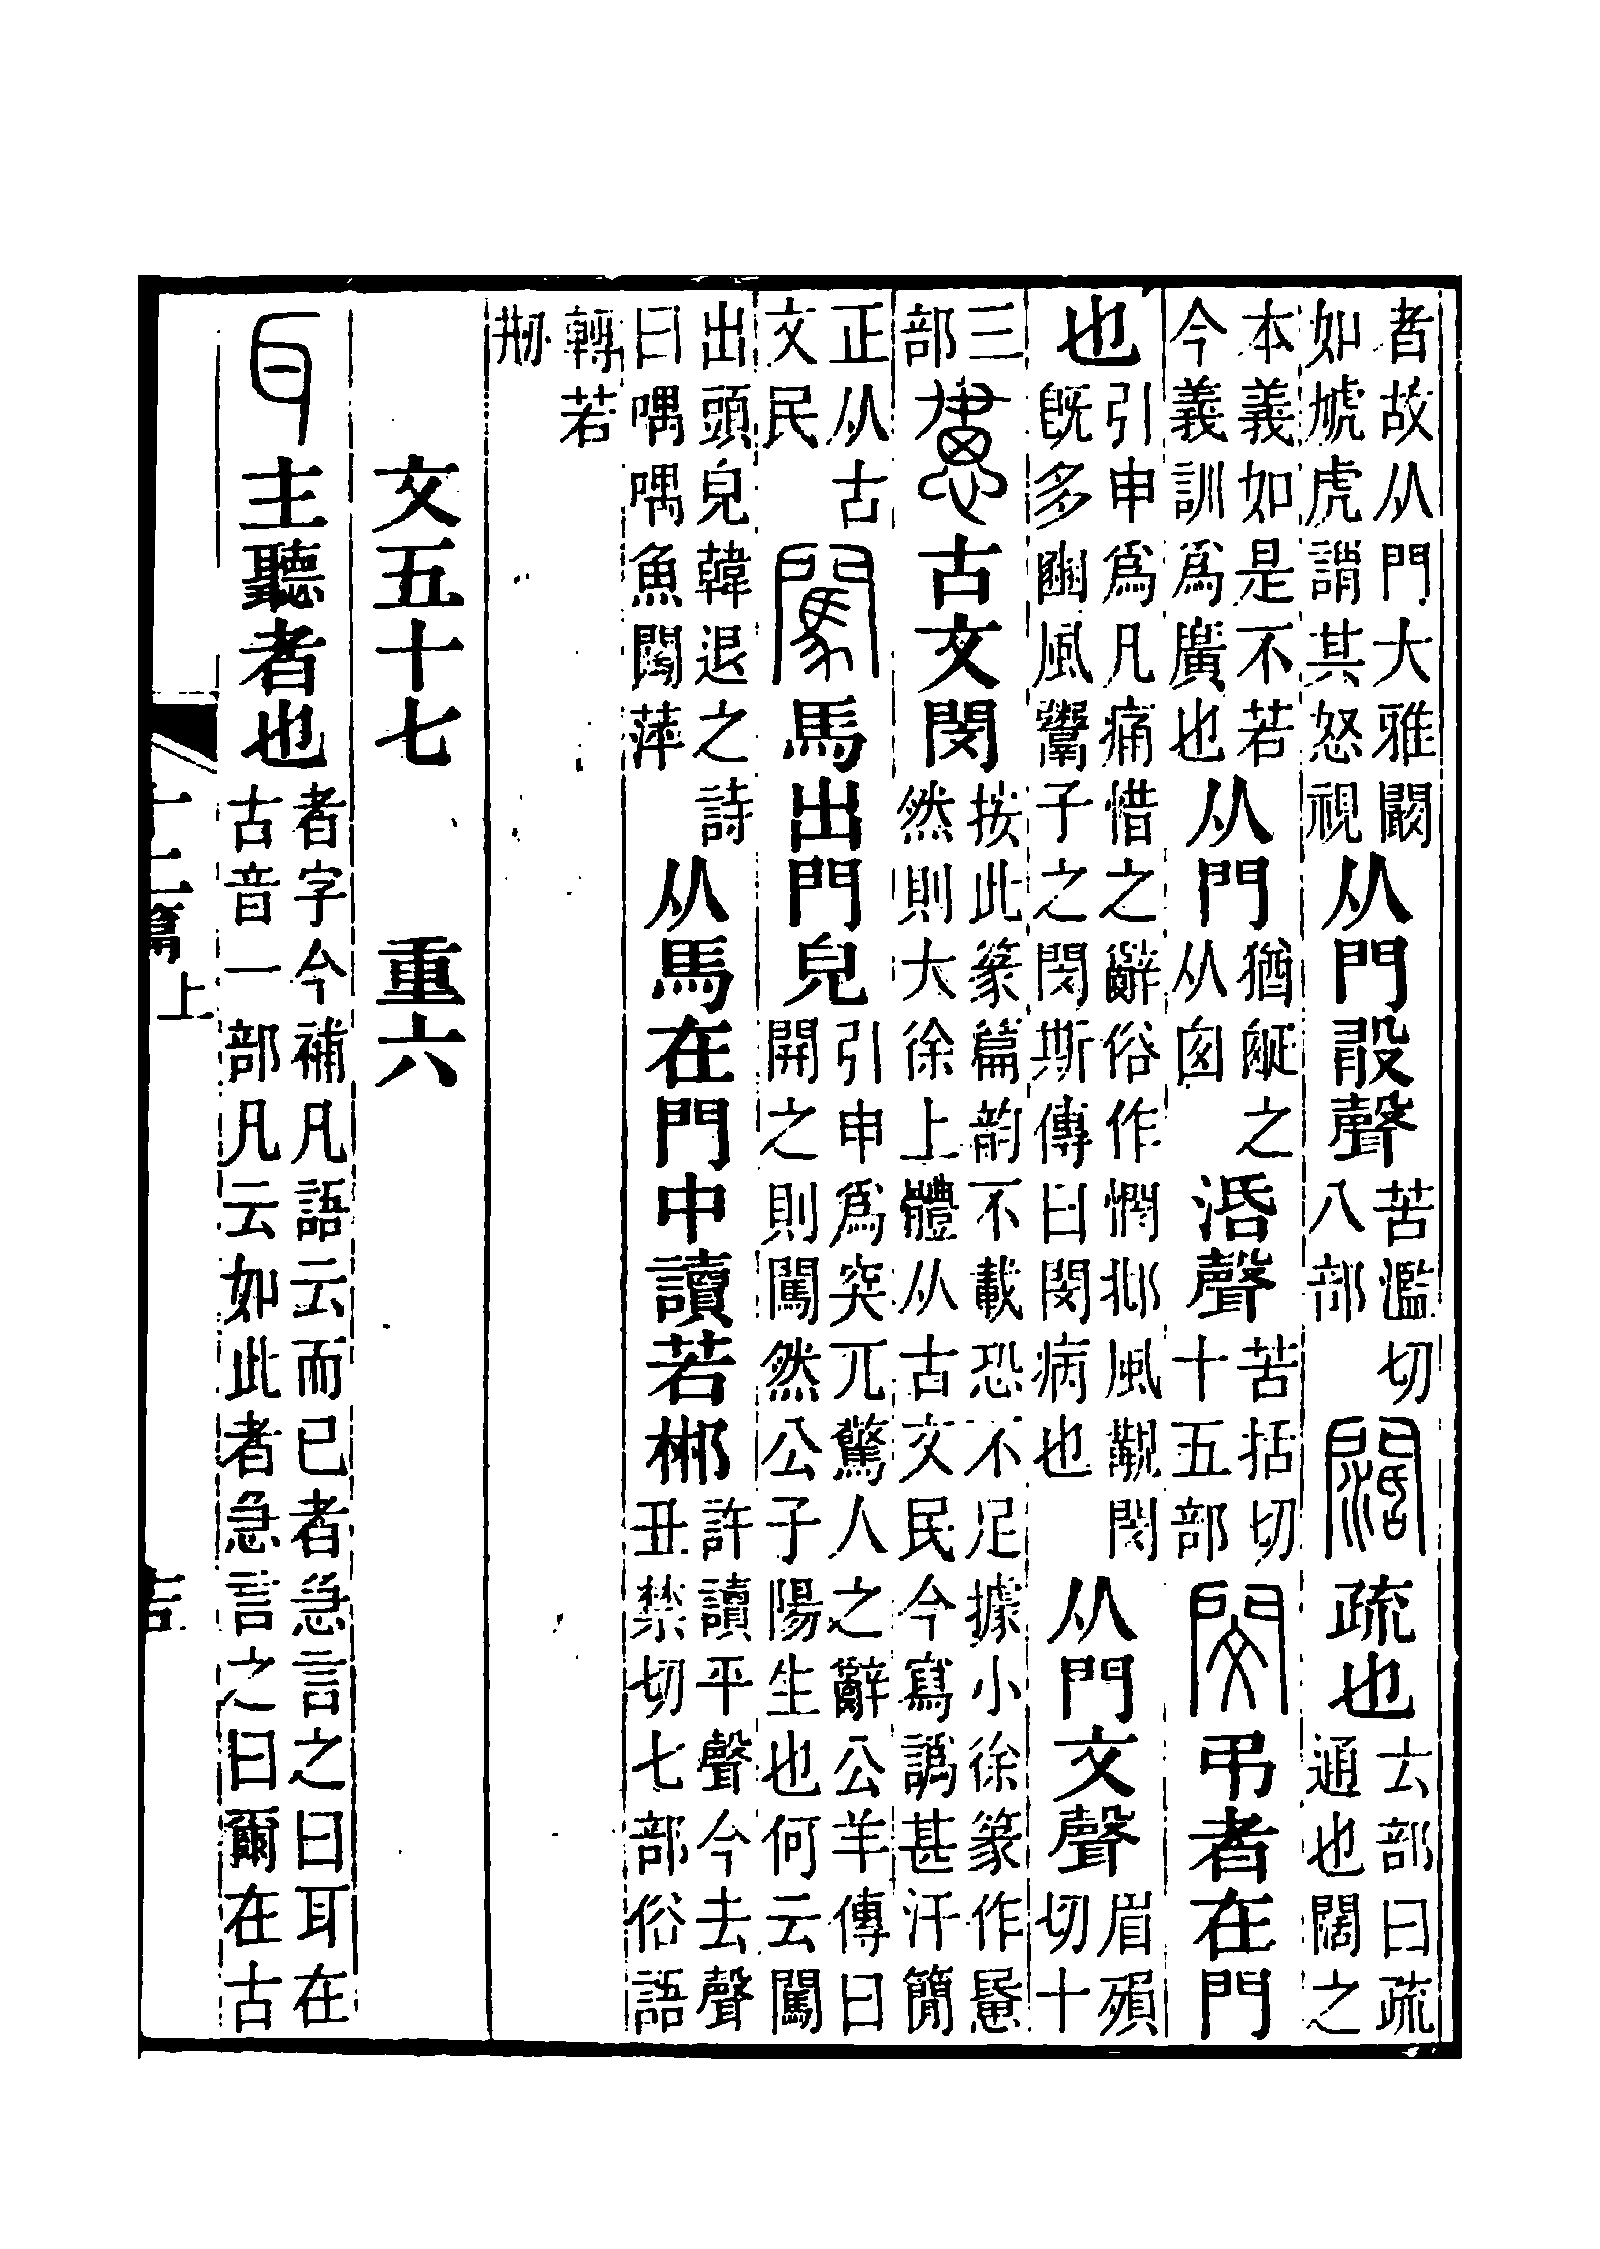 者故从門大雅闞如虓虎謂其怒視从門敢聲苦濫切八部闊疏也𠫓部曰疏通也闊之
本義如是不若今義訓爲廣也从門猶之从囟𣴠聲苦括切十五部閔弔者在門
也引申爲凡痛惜之辭俗作憫邶風覯閔旣多豳風鬻子之閔斯傳曰閔病也从門文聲眉殞切十
三部古文閔按此篆篇韵不載恐不足據小徐篆作然則大徐上體从古文民今寫譌甚汗簡
正从古文民闖馬出門皃引申爲突兀驚人之辭公羊傳曰開之則闖然公子陽生也何云闖
出頭皃韓退之詩曰喁喁魚闖萍从馬在門中讀若郴許讀平聲今去聲丑禁切七部俗語
轉若剙
文五十七　重六
耳主聽者也者字今補凡語云而已者急言之曰耳在古音一部凡云如此者急言之曰爾在古
十二篇上